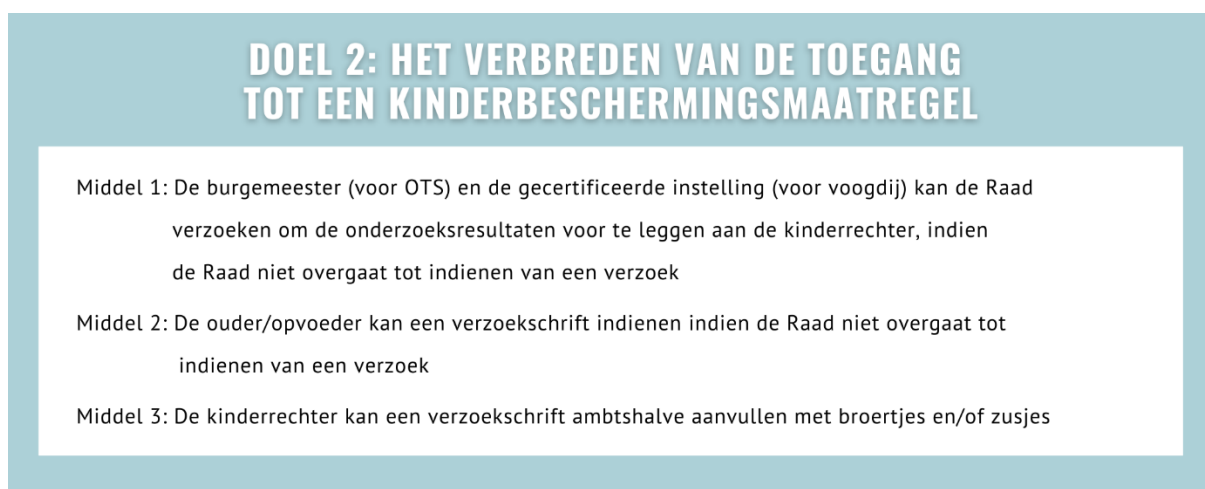 DOEL 2: HET VERBREDEN VAN DE TOEGANG
TOT EEN KINDERBESCHERMINGSMAATREGEL
Middel 1: De burgemeester (voor OTS) en de gecertificeerde instelling (voor voogdij) kan de Raad
verzoeken om de onderzoeksresultaten voor te leggen aan de kinderrechter, indien
de Raad niet overgaat tot indienen van een verzoek
Middel 2: De ouder/opvoeder kan een verzoekschrift indienen indien de Raad niet overgaat tot
indienen van een verzoek
Middel 3: De kinderrechter kan een verzoekschrift ambtshalve aanvullen met broertjes en/of zusjes